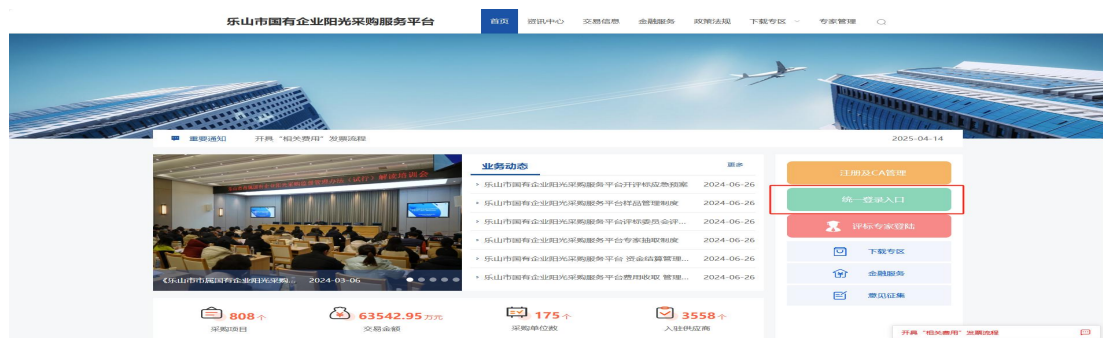 乐山市国有企业阳光采购服务平台
首页 资讯中心 交易信息 金融服务 政策法规 下载专区 专家管理
重要通知 开具“相关费用”发票流程 2025-04-14
业务动态 更多
乐山市国有企业阳光采购服务平台开评标应急预案 2024-06-26
乐山市国有企业阳光采购服务平台样品管理制度 2024-06-26
乐山市国有企业阳光采购服务平台评标委员会评... 2024-06-26
乐山市国有企业阳光采购服务平台专家抽取制度 2024-06-26
乐山市国有企业阳光采购服务平台 资金结算管理... 2024-06-26
乐山市国有企业阳光采购服务平台费用收取 管理... 2024-06-26
(试行)解读培训会
《乐山市市属国有企业阳光采购... 2024-03-06
注册及CA管理
统一登录入口
评标专家登陆
下载专区
金融服务
意见征集
808个
采购项目
63542.95万元
交易金额
175个
采购单位数
3558个
入驻供应商
开具“相关费用”发票流程